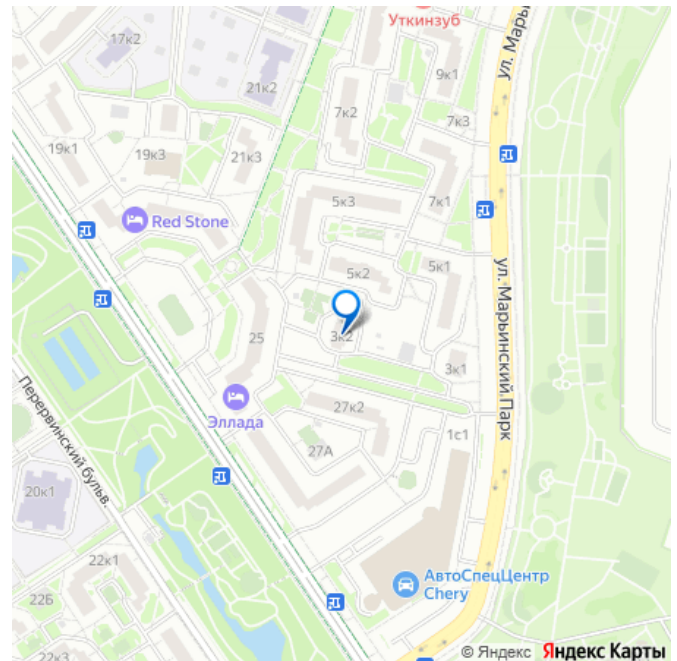 Уткинзуб
17к2
9к1
ул. Марьи
21к2
7к2
7к3
19к1
19к3
21к3
5к3
7к1
Red Stone
5к2
5к1
ул. Марьинский Парк
25
3к2
3к1
Эллада
27к2
1с1
27А
Перервинский бульв.
20к1
22к1
АвтоСпецЦентр
Chery
22Б
22к3
© Яндекс Яндекс Карты